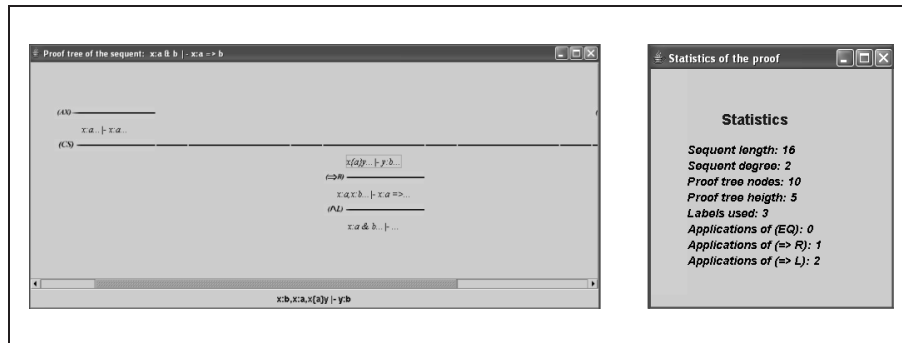 Proof tree of the sequent: x:a & b |- x:a => b
(AX)
x:a... |- x:a...
(CS)
x[a]y... |- y:b...
(=>R)
x:a,x:b... |- x:a =>...
(/\L)
x:a & b... |- ...
x:b,x:a,x[a]y |- y:b
Statistics of the proof
Statistics
Sequent length: 16
Sequent degree: 2
Proof tree nodes: 10
Proof tree heigth: 5
Labels used: 3
Applications of (EQ): 0
Applications of (=> R): 1
Applications of (=> L): 2